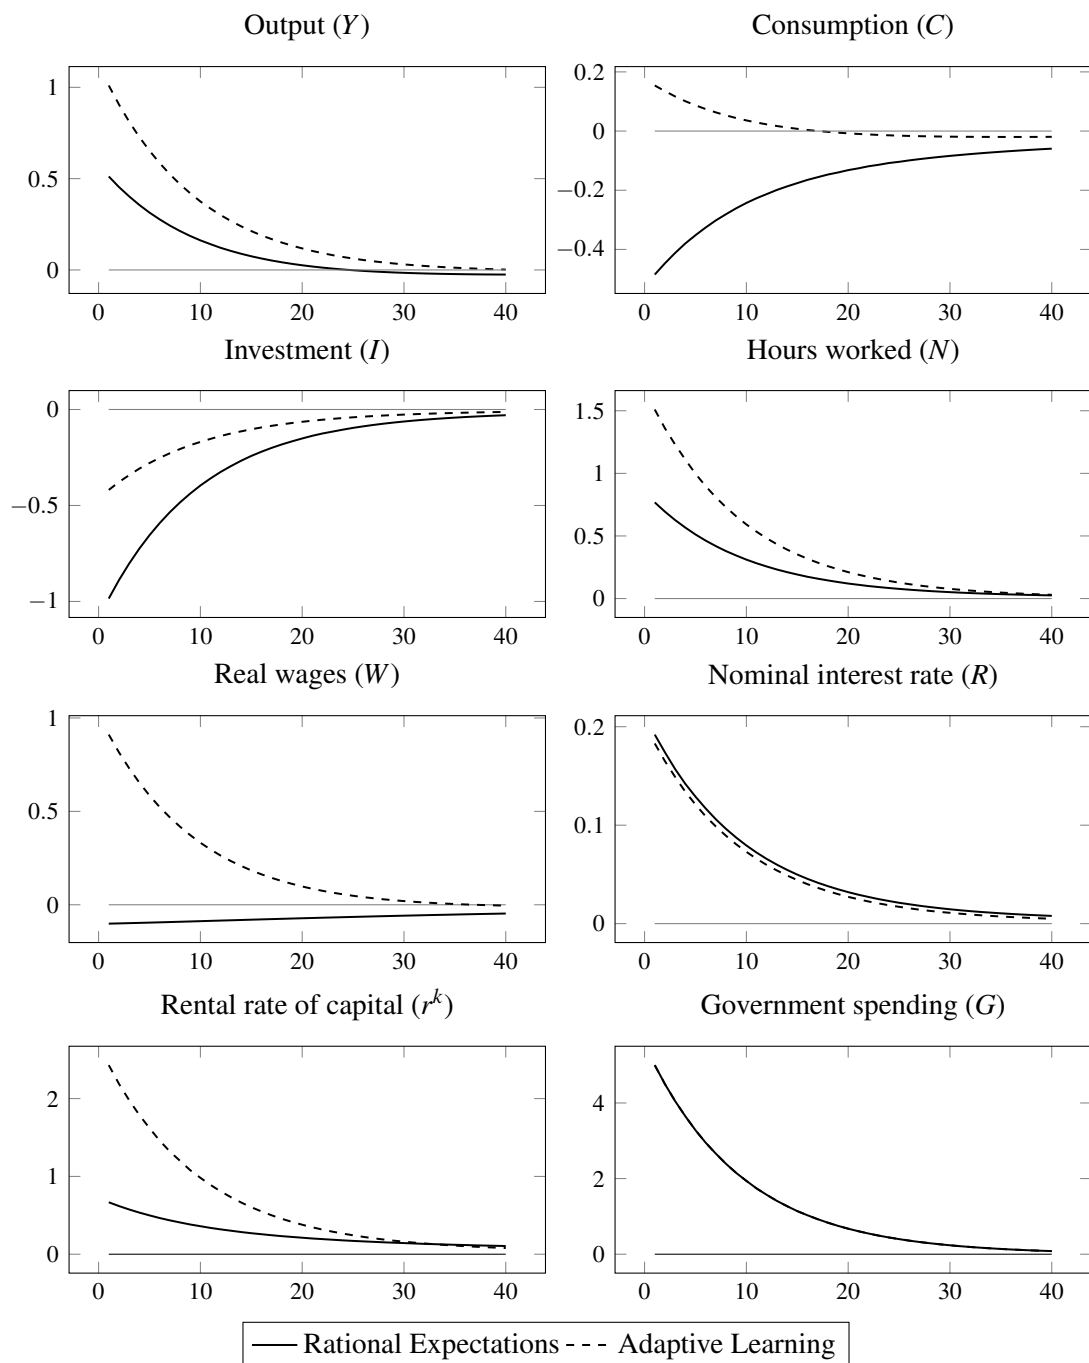 Output (Y)
Consumption (C)
1
0.5
0
0 10 20 30 40
0.2
0
−0.2
−0.4
0 10 20 30 40
Investment (I)
Hours worked (N)
0
−0.5
−1
0 10 20 30 40
1.5
1
0.5
0
0 10 20 30 40
Real wages (W)
Nominal interest rate (R)
1
0.5
0
0 10 20 30 40
0.2
0.1
0
0 10 20 30 40
Rental rate of capital (r^k)
Government spending (G)
2
1
0
0 10 20 30 40
4
2
0
0 10 20 30 40
Rational Expectations Adaptive Learning